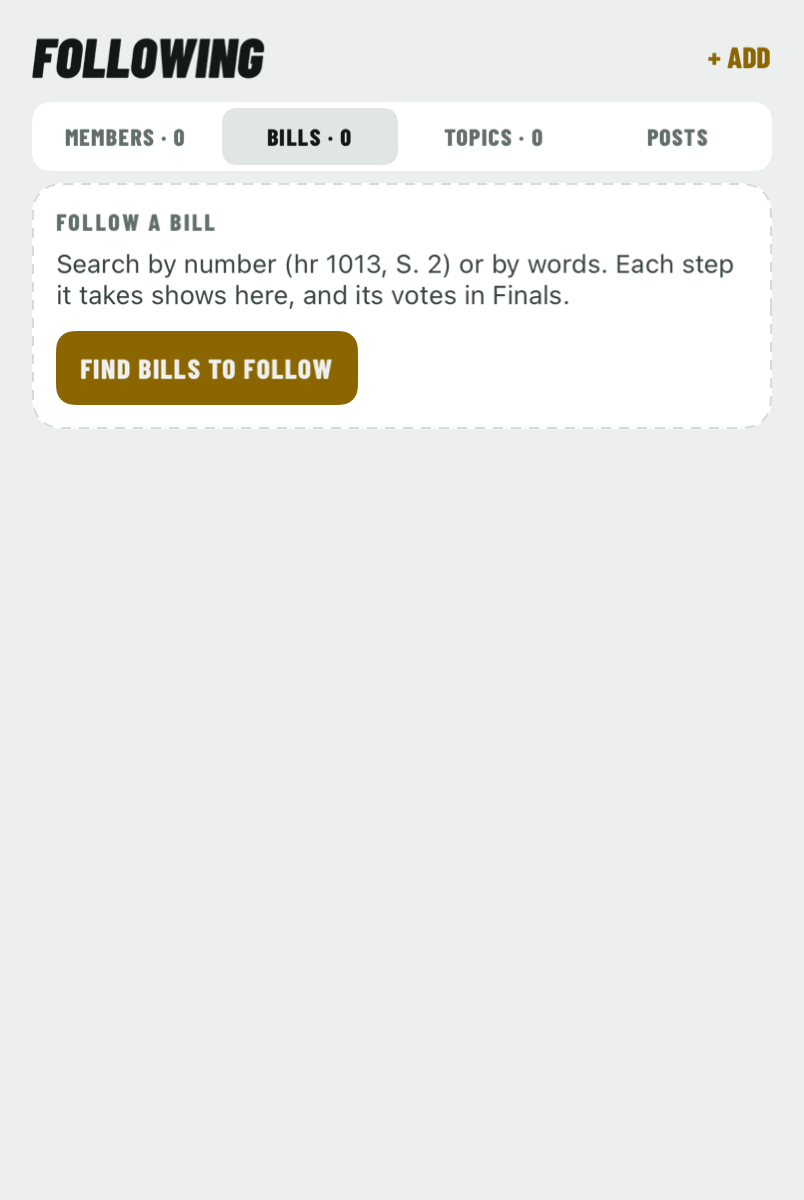 FOLLOWING
+ ADD
MEMBERS · 0
BILLS · 0
TOPICS · 0
POSTS
FOLLOW A BILL
Search by number (hr 1013, S. 2) or by words. Each step
it takes shows here, and its votes in Finals.
FIND BILLS TO FOLLOW